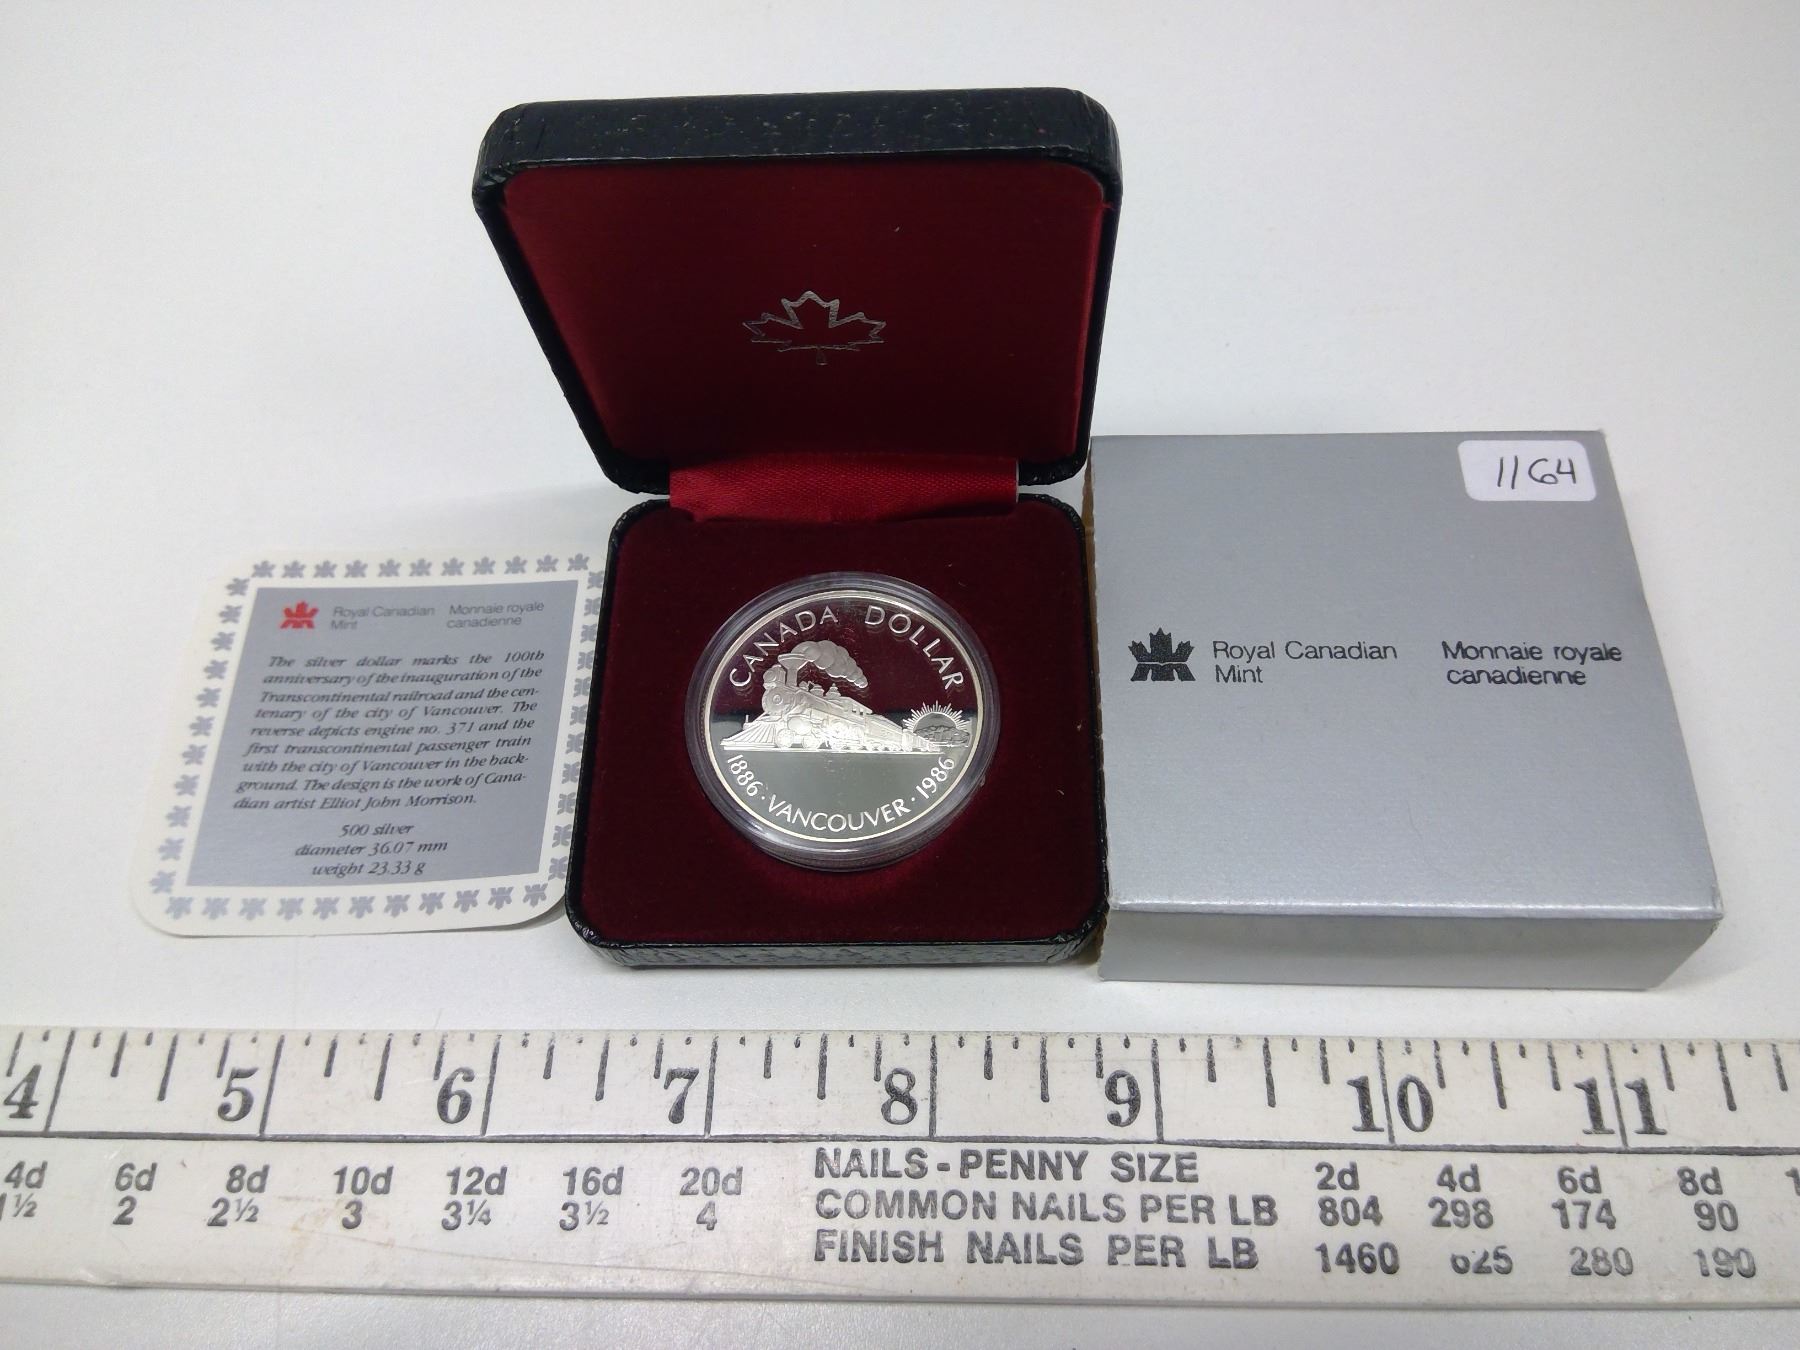 Royal Canadian Mint
Monnaie royale canadienne
The silver dollar marks the 100th
anniversary of the inauguration of the
Transcontinental railroad and the cen-
tenary of the city of Vancouver. The
reverse depicts engine no. 371 and the
first transcontinental passenger train
with the city of Vancouver in the back-
ground. The design is the work of Cana-
dian artist Elliot John Morrison.
500 silver
diameter 36.07 mm
weight 23.33 g
CANADA DOLLAR
1886 · VANCOUVER · 1986
1164
Royal Canadian Mint
Monnaie royale canadienne
4 5 6 7 8 9 10 11
4d 6d 8d 10d 12d 16d 20d
1½ 2 2½ 3 3¼ 3½ 4
NAILS - PENNY SIZE 2d 4d 6d 8d
COMMON NAILS PER LB 804 298 174 90
FINISH NAILS PER LB 1460 625 280 190